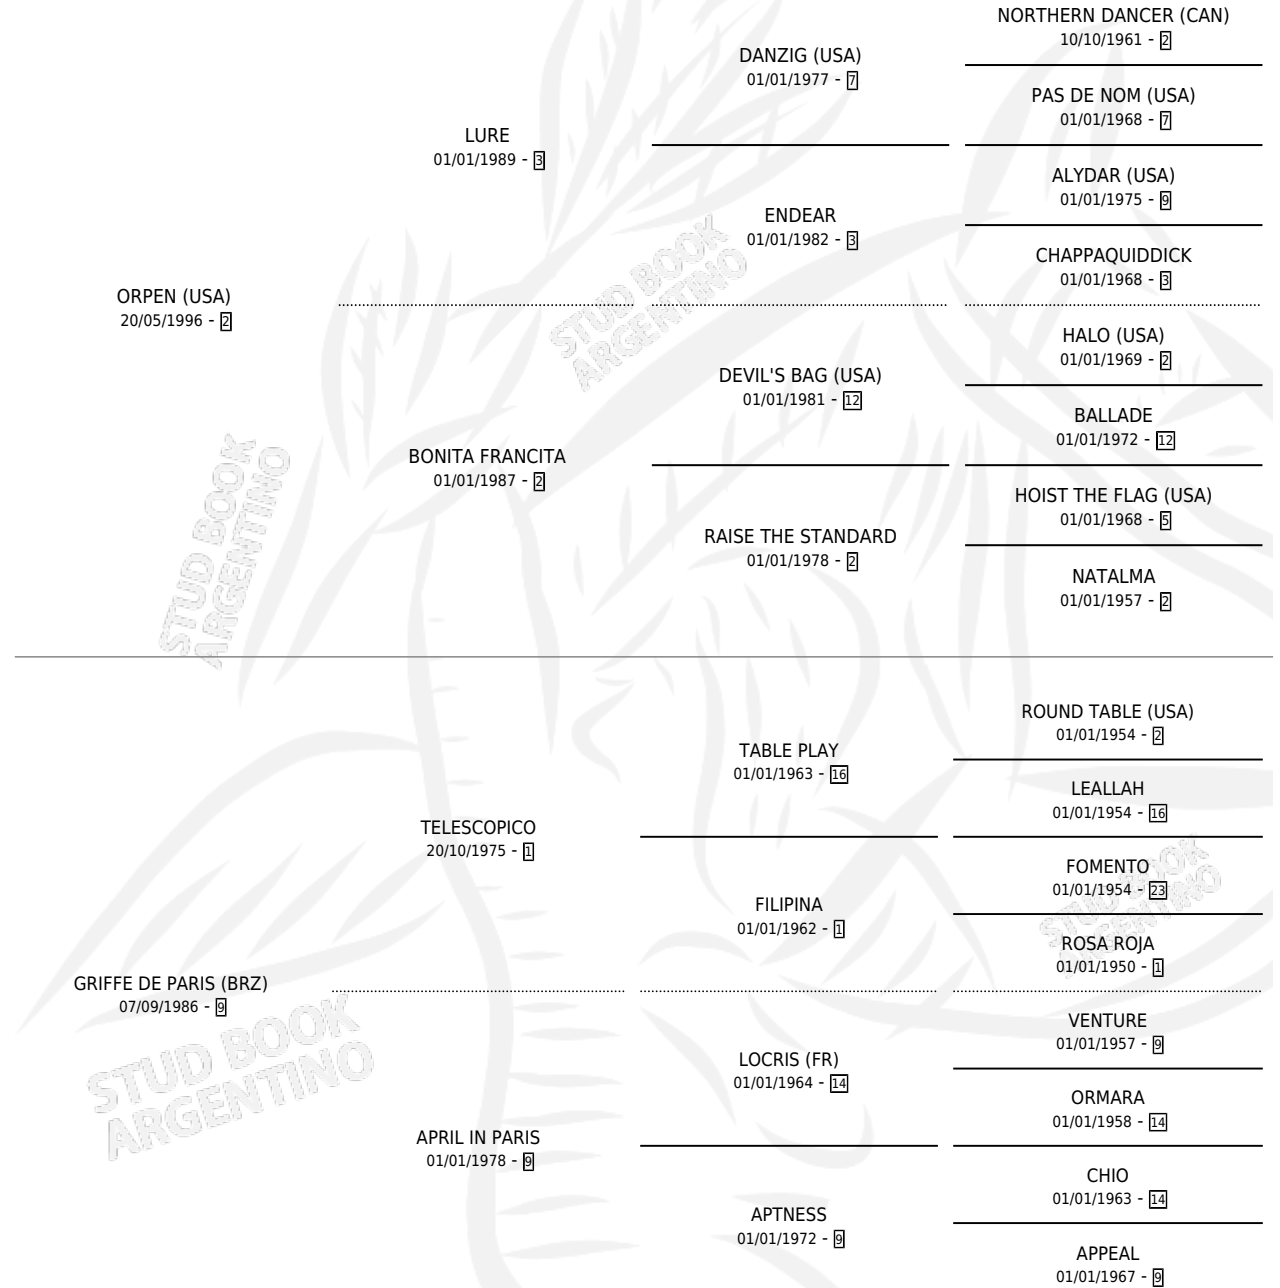 NORTHERN DANCER (CAN)
10/10/1961 - 2
DANZIG (USA)
01/01/1977 - 7
PAS DE NOM (USA)
01/01/1968 - 7
LURE
01/01/1989 - 3
ALYDAR (USA)
01/01/1975 - 9
ENDEAR
01/01/1982 - 3
CHAPPAQUIDDICK
01/01/1968 - 3
ORPEN (USA)
20/05/1996 - 2
STUD BOOK
ARGENTINO
HALO (USA)
01/01/1969 - 2
DEVIL'S BAG (USA)
01/01/1981 - 12
BALLADE
01/01/1972 - 12
BONITA FRANCITA
01/01/1987 - 2
HOIST THE FLAG (USA)
01/01/1968 - 5
RAISE THE STANDARD
01/01/1978 - 2
NATALMA
01/01/1957 - 2
STUD BOOK
ARGENTINO
ROUND TABLE (USA)
01/01/1954 - 2
TABLE PLAY
01/01/1963 - 16
LEALLAH
01/01/1954 - 16
TELESCOPICO
20/10/1975 - 1
FOMENTO
01/01/1954 - 23
FILIPINA
01/01/1962 - 1
ROSA ROJA
01/01/1950 - 1
STUD BOOK
ARGENTINO
GRIFFE DE PARIS (BRZ)
07/09/1986 - 9
VENTURE
01/01/1957 - 9
LOCRIS (FR)
01/01/1964 - 14
ORMARA
01/01/1958 - 14
STUD BOOK
ARGENTINO
APRIL IN PARIS
01/01/1978 - 9
CHIO
01/01/1963 - 14
APTNESS
01/01/1972 - 9
APPEAL
01/01/1967 - 9